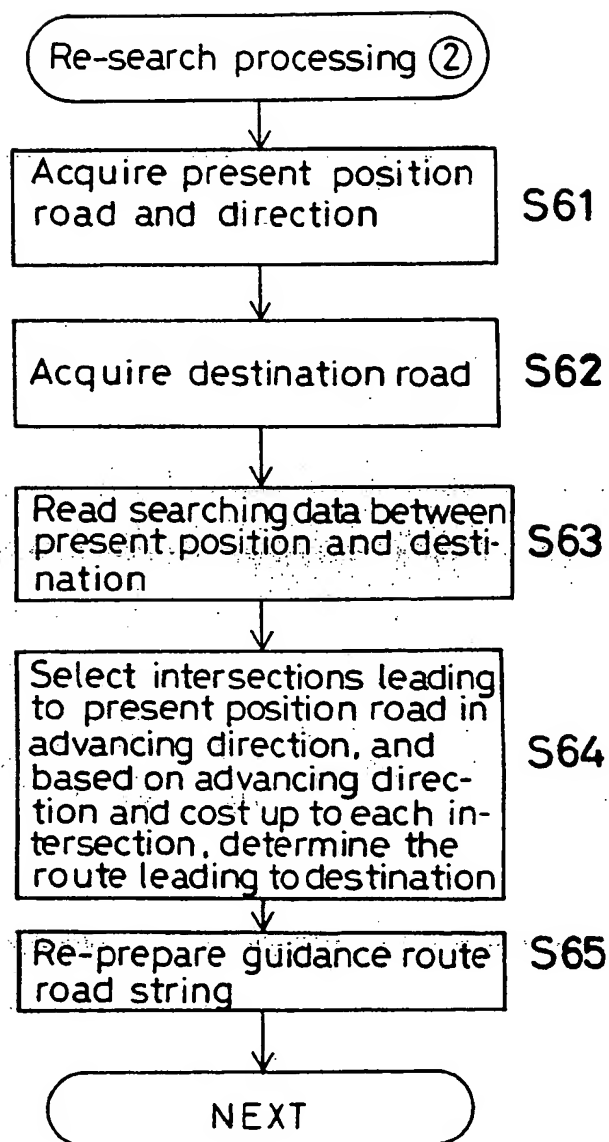 Re-search processing ②
Acquire present position
road and direction
S61
Acquire destination road
S62
Read searching data between
present position and desti-
nation
S63
Select intersections leading
to present position road in
advancing direction, and
based on advancing direc-
tion and cost up to each in-
tersection, determine the
route leading to destination
S64
Re-prepare guidance route
road string
S65
NEXT